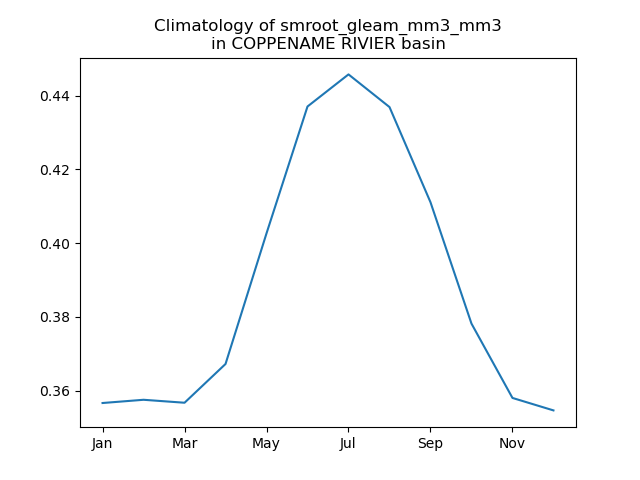 Climatology of smroot_gleam_mm3_mm3
in COPPENAME RIVIER basin
0.44
0.42
0.40
0.38
0.36
Jan Mar May Jul Sep Nov